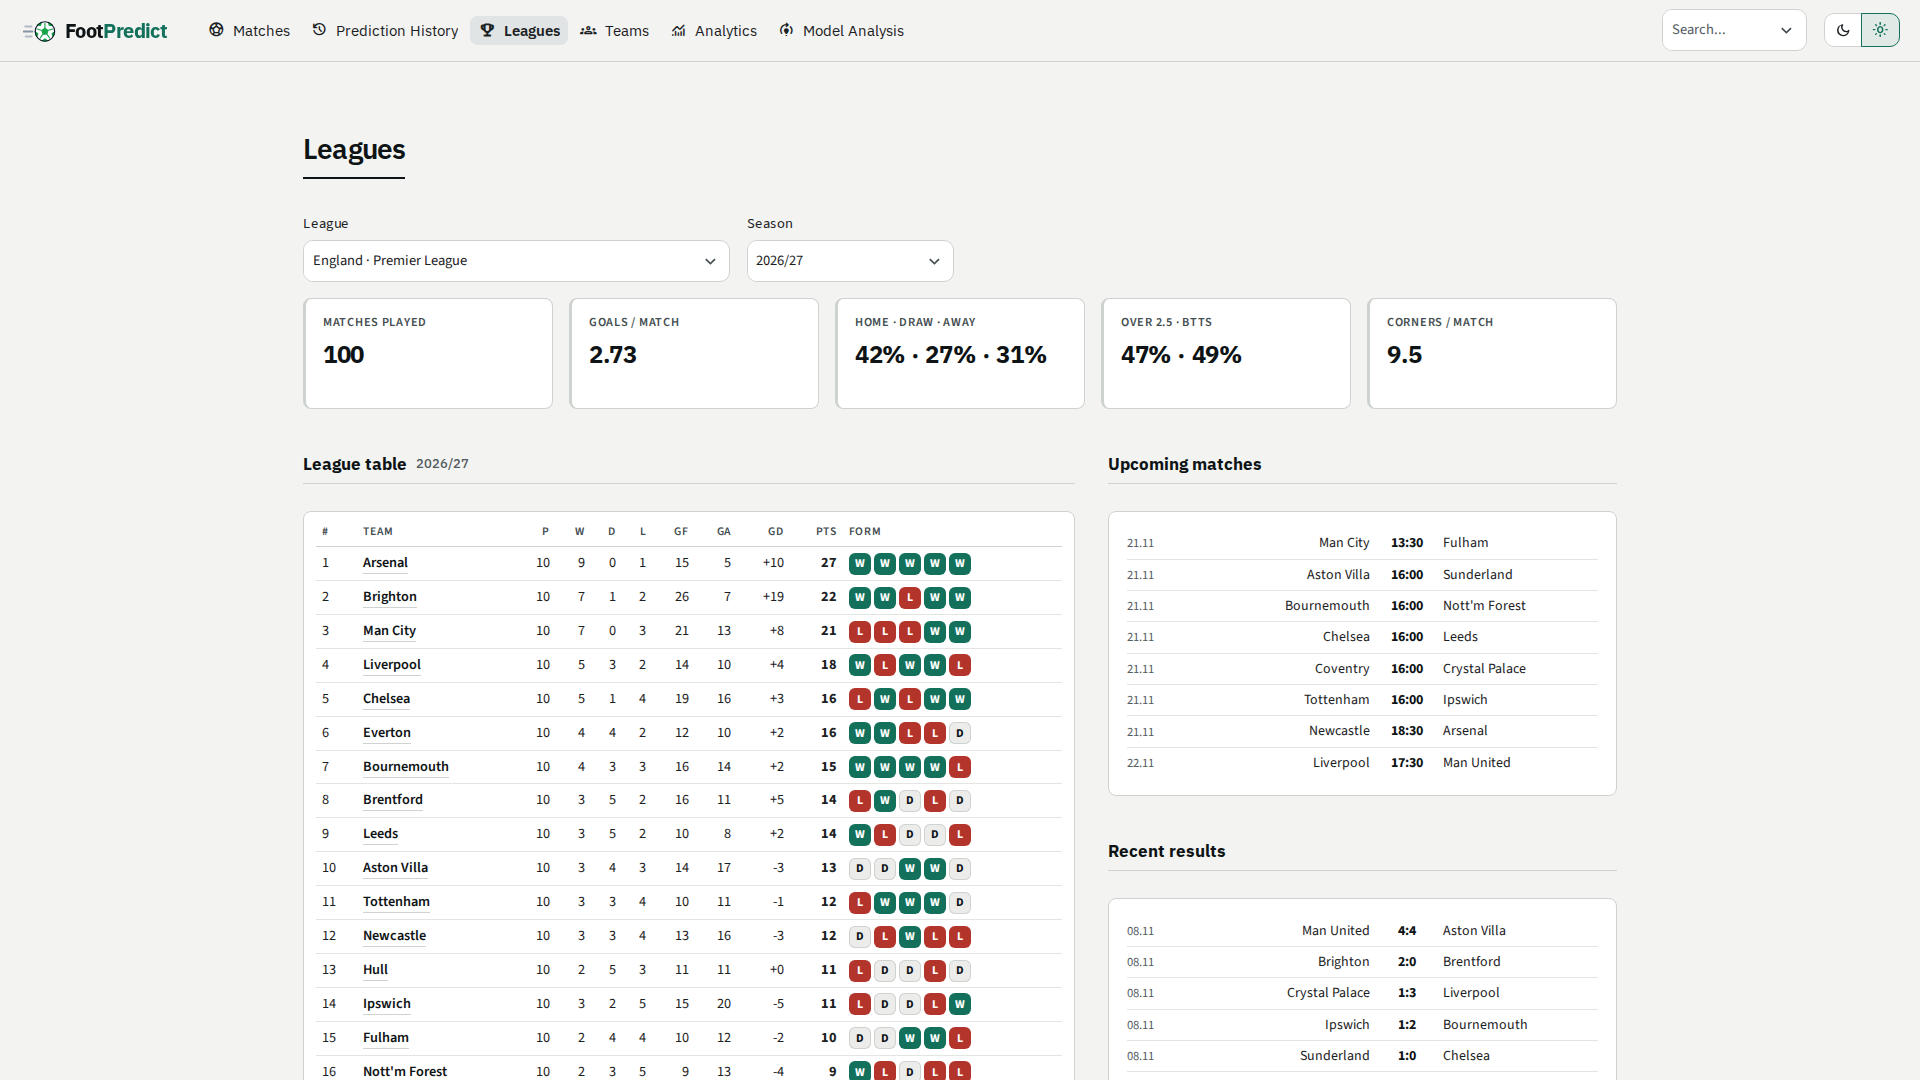 FootPredict
Matches
Prediction History
Leagues
Teams
Analytics
Model Analysis
Search...
Leagues
League
Season
England · Premier League
2026/27
MATCHES PLAYED
100
GOALS / MATCH
2.73
HOME · DRAW · AWAY
42% · 27% · 31%
OVER 2.5 · BTTS
47% · 49%
CORNERS / MATCH
9.5
League table 2026/27
# TEAM P W D L GF GA GD PTS FORM
1 Arsenal 10 9 0 1 15 5 +10 27 W W W W W
2 Brighton 10 7 1 2 26 7 +19 22 W W L W W
3 Man City 10 7 0 3 21 13 +8 21 L L L W W
4 Liverpool 10 5 3 2 14 10 +4 18 W L W W L
5 Chelsea 10 5 1 4 19 16 +3 16 L W L W W
6 Everton 10 4 4 2 12 10 +2 16 W W L L D
7 Bournemouth 10 4 3 3 16 14 +2 15 W W W W L
8 Brentford 10 3 5 2 16 11 +5 14 L W D L D
9 Leeds 10 3 5 2 10 8 +2 14 W L D D L
10 Aston Villa 10 3 4 3 14 17 -3 13 D D W W D
11 Tottenham 10 3 3 4 10 11 -1 12 L W W W D
12 Newcastle 10 3 3 4 13 16 -3 12 D L W L L
13 Hull 10 2 5 3 11 11 +0 11 L D D L D
14 Ipswich 10 3 2 5 15 20 -5 11 L D D L W
15 Fulham 10 2 4 4 10 12 -2 10 D D W W L
16 Nott'm Forest 10 2 3 5 9 13 -4 9 W L D L L
Upcoming matches
21.11 Man City 13:30 Fulham
21.11 Aston Villa 16:00 Sunderland
21.11 Bournemouth 16:00 Nott'm Forest
21.11 Chelsea 16:00 Leeds
21.11 Coventry 16:00 Crystal Palace
21.11 Tottenham 16:00 Ipswich
21.11 Newcastle 18:30 Arsenal
22.11 Liverpool 17:30 Man United
Recent results
08.11 Man United 4:4 Aston Villa
08.11 Brighton 2:0 Brentford
08.11 Crystal Palace 1:3 Liverpool
08.11 Ipswich 1:2 Bournemouth
08.11 Sunderland 1:0 Chelsea